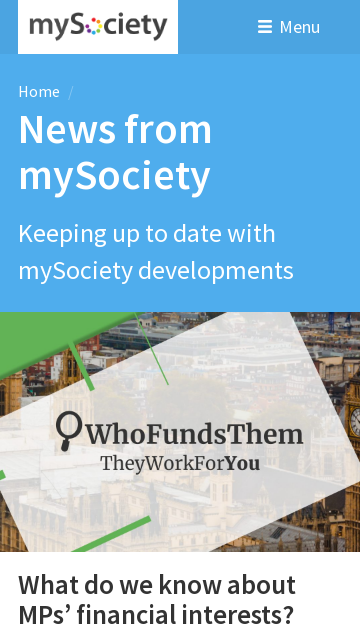 mySociety
Menu
Home /
News from
mySociety
Keeping up to date with
mySociety developments
WhoFundsThem
TheyWorkForYou
What do we know about
MPs’ financial interests?